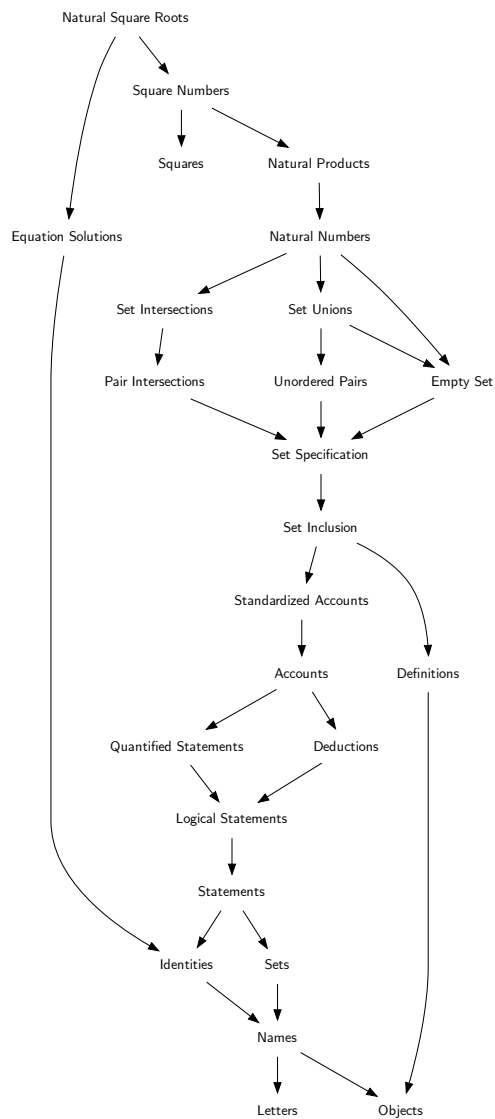 Natural Square Roots
Square Numbers
Squares
Natural Products
Equation Solutions
Natural Numbers
Set Intersections
Set Unions
Pair Intersections
Unordered Pairs
Empty Set
Set Specification
Set Inclusion
Standardized Accounts
Accounts
Definitions
Quantified Statements
Deductions
Logical Statements
Statements
Identities
Sets
Names
Letters
Objects